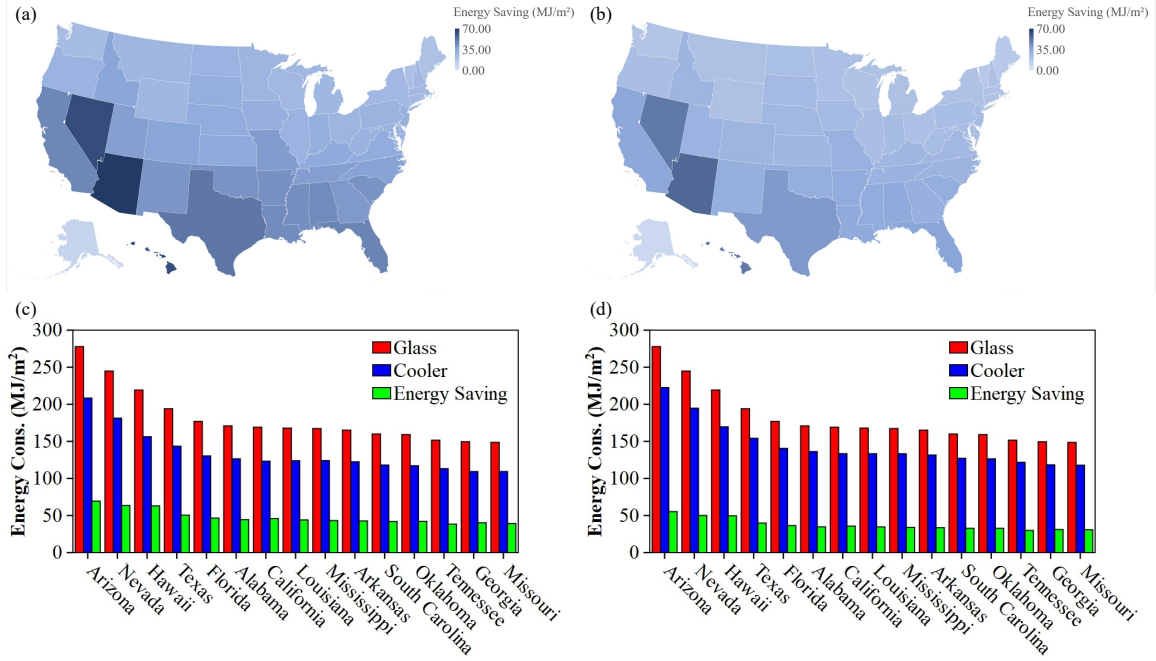 (a)
Energy Saving (MJ/m²)
70.00
35.00
0.00
(b)
Energy Saving (MJ/m²)
70.00
35.00
0.00
(c)
Energy Cons. (MJ/m²)
300
250
200
150
100
50
0
Glass
Cooler
Energy Saving
Arizona
Nevada
Hawaii
Texas
Florida
Alabama
California
Louisiana
Mississippi
Arkansas
South Carolina
Oklahoma
Tennessee
Georgia
Missouri
(d)
Energy Cons. (MJ/m²)
300
250
200
150
100
50
0
Glass
Cooler
Energy Saving
Arizona
Nevada
Hawaii
Texas
Florida
Alabama
California
Louisiana
Mississippi
Arkansas
South Carolina
Oklahoma
Tennessee
Georgia
Missouri